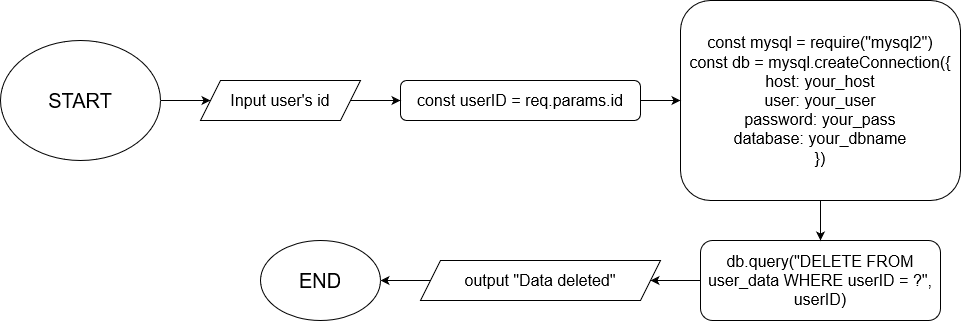 START
Input user's id
const userID = req.params.id
const mysql = require("mysql2")
const db = mysql.createConnection({
host: your_host
user: your_user
password: your_pass
database: your_dbname
})
db.query("DELETE FROM
user_data WHERE userID = ?",
userID)
output "Data deleted"
END